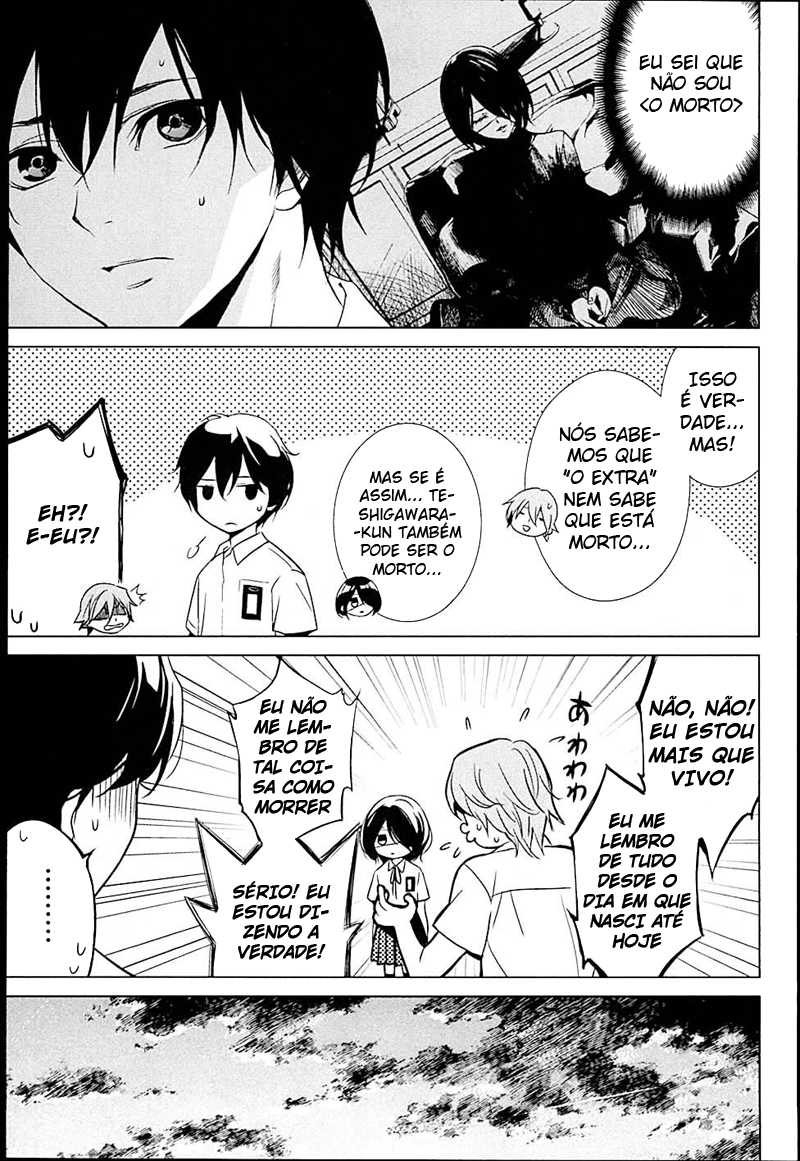 EU SEI QUE
NÃO SOU
<O MORTO>
ISSO
É VER-
DADE...
MAS!
NÓS SABE-
MOS QUE
"O EXTRA"
NEM SABE
QUE ESTÁ
MORTO...
MAS SE É
ASSIM... TE-
SHIGAWARA-
-KUN TAMBÉM
PODE SER O
MORTO...
EH?!
E-EU?!
NÃO, NÃO!
EU ESTOU
MAIS QUE
VIVO!
EU ME
LEMBRO
DE TUDO
DESDE O
DIA EM QUE
NASCI ATÉ
HOJE
あわわわ
EU NÃO
ME LEM-
BRO DE
TAL COI-
SA COMO
MORRER
SÉRIO! EU
ESTOU DI-
ZENDO A
VERDADE!
........